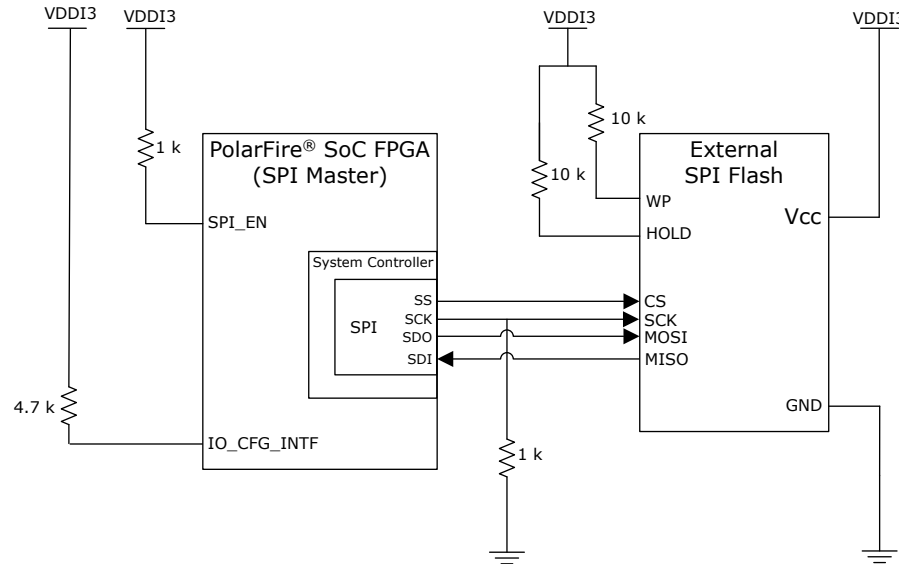 VDDI3
VDDI3
VDDI3
VDDI3
1 k
10 k
10 k
PolarFire® SoC FPGA
(SPI Master)
External
SPI Flash
SPI_EN
WP
HOLD
Vcc
System Controller
SPI
SS
SCK
SDO
SDI
CS
SCK
MOSI
MISO
4.7 k
IO_CFG_INTF
GND
1 k